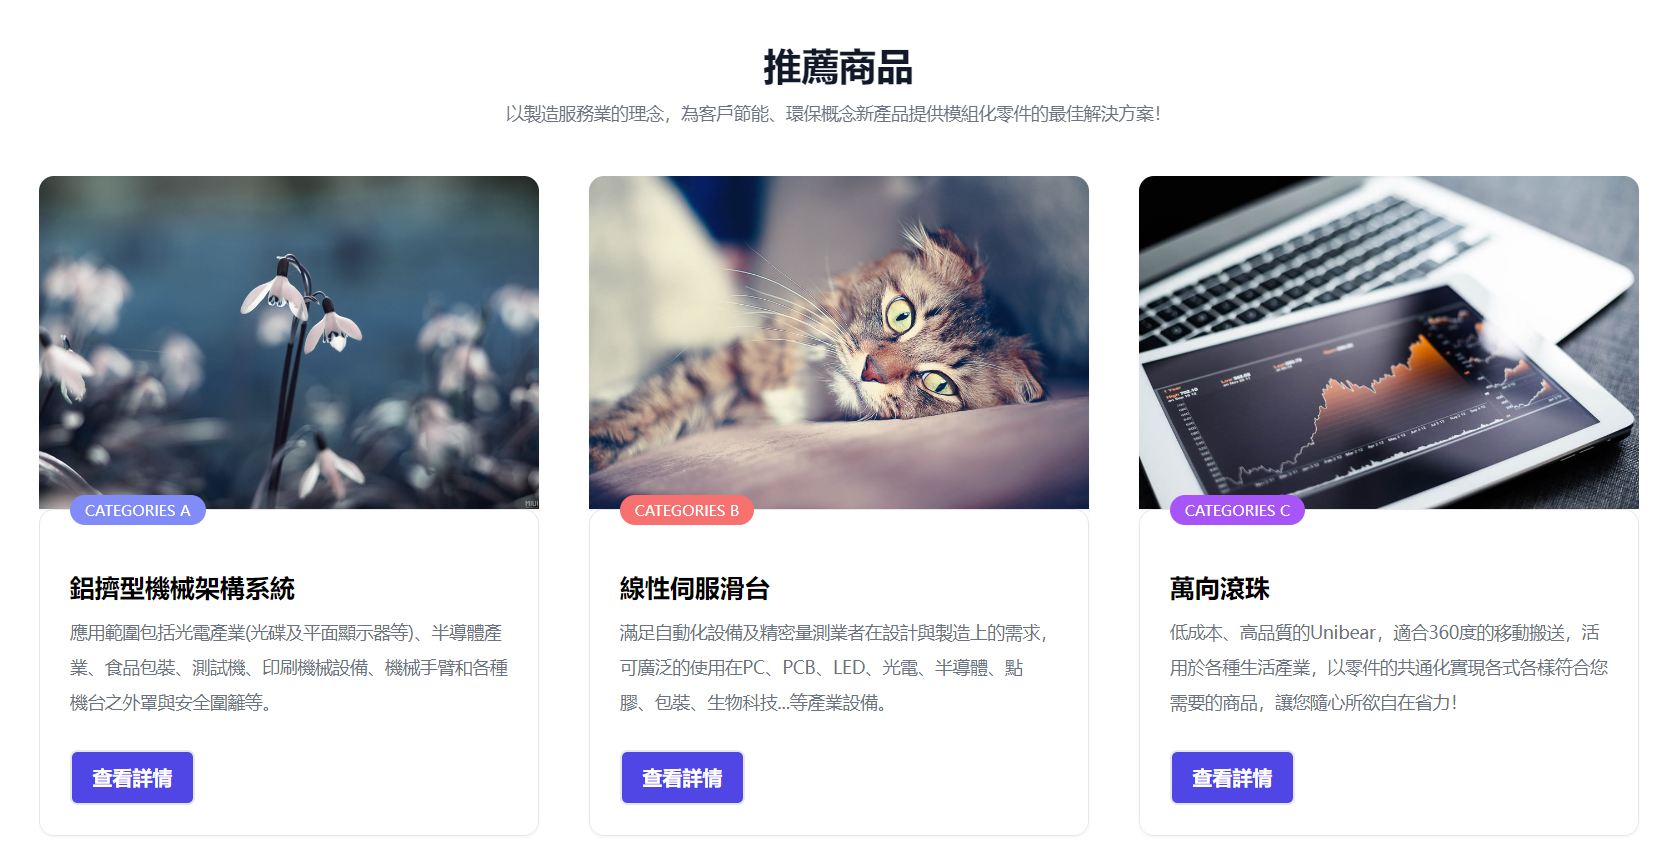 推薦商品
以製造服務業的理念，為客戶節能、環保概念新產品提供模組化零件的最佳解決方案！
CATEGORIES A
鋁擠型機械架構系統
應用範圍包括光電產業(光碟及平面顯示器等)、半導體產
業、食品包裝、測試機、印刷機械設備、機械手臂和各種
機台之外罩與安全圍籬等。
查看詳情
CATEGORIES B
線性伺服滑台
滿足自動化設備及精密量測業者在設計與製造上的需求，
可廣泛的使用在PC、PCB、LED、光電、半導體、點
膠、包裝、生物科技...等產業設備。
查看詳情
CATEGORIES C
萬向滾珠
低成本、高品質的Unibear，適合360度的移動搬送，活
用於各種生活產業，以零件的共通化實現各式各樣符合您
需要的商品，讓您隨心所欲自在省力！
查看詳情